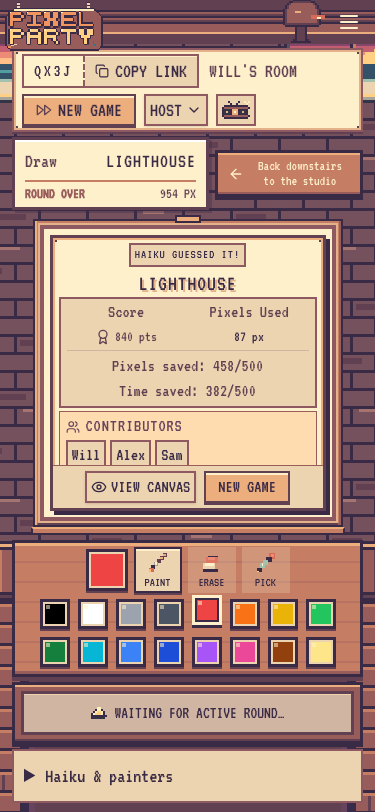 PIXEL
PARTY
QX3J COPY LINK WILL'S ROOM
NEW GAME HOST
Draw LIGHTHOUSE
ROUND OVER 954 PX
Back downstairs
to the studio
HAIKU GUESSED IT!
LIGHTHOUSE
Score Pixels Used
840 pts 87 px
Pixels saved: 458/500
Time saved: 382/500
CONTRIBUTORS
Will Alex Sam
VIEW CANVAS NEW GAME
PAINT ERASE PICK
WAITING FOR ACTIVE ROUND…
Haiku & painters